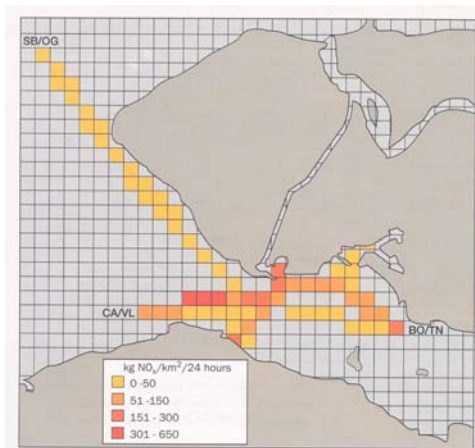 SB/OG
CA/VL
BO/TN
kg NOx/km²/24 hours
0 -50
51 -150
151 - 300
301 - 650